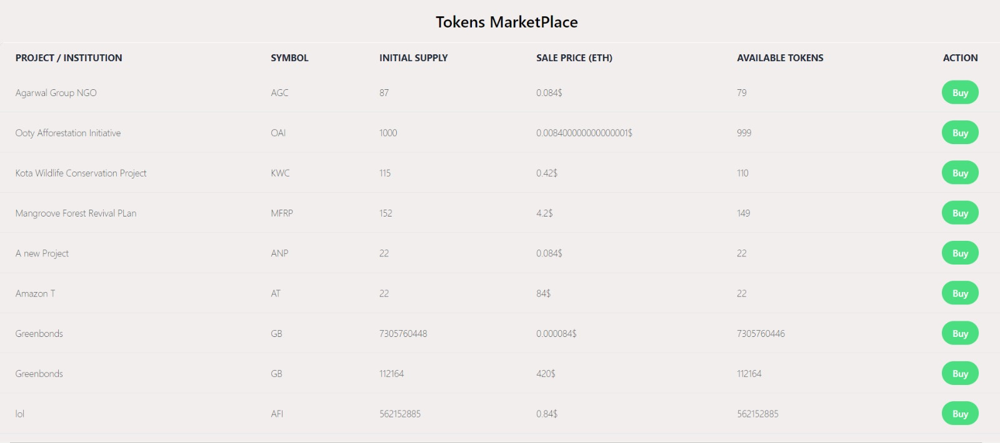 Tokens MarketPlace
PROJECT / INSTITUTION SYMBOL INITIAL SUPPLY SALE PRICE (ETH) AVAILABLE TOKENS ACTION
Agarwal Group NGO AGC 87 0.084$ 79 Buy
Ooty Afforestation Initiative OAI 1000 0.008400000000000001$ 999 Buy
Kota Wildlife Conservation Project KWC 115 0.42$ 110 Buy
Mangroove Forest Revival PLan MFRP 152 4.2$ 149 Buy
A new Project ANP 22 0.084$ 22 Buy
Amazon T AT 22 84$ 22 Buy
Greenbonds GB 7305760448 0.000084$ 7305760446 Buy
Greenbonds GB 112164 420$ 112164 Buy
lol AFI 562152885 0.84$ 562152885 Buy